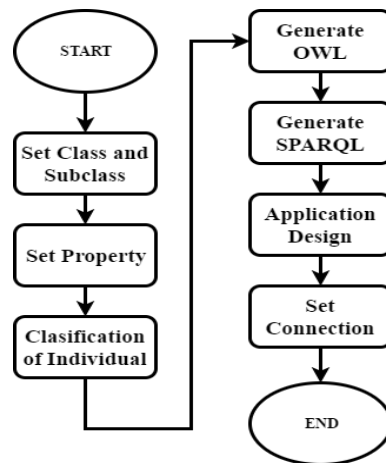 START
Set Class and
Subclass
Set Property
Clasification
of Individual
Generate
OWL
Generate
SPARQL
Application
Design
Set
Connection
END